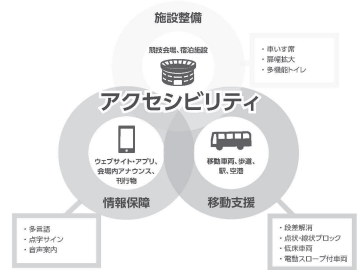 施設整備
競技会場、宿泊施設
・車いす席
・扉幅拡大
・多機能トイレ
アクセシビリティ
ウェブサイト・アプリ、
会場内アナウンス、
刊行物
情報保障
移動車両、歩道、
駅、空港
移動支援
・多言語
・点字サイン
・音声案内
・段差解消
・点状・線状ブロック
・低床車両
・電動スロープ付車両